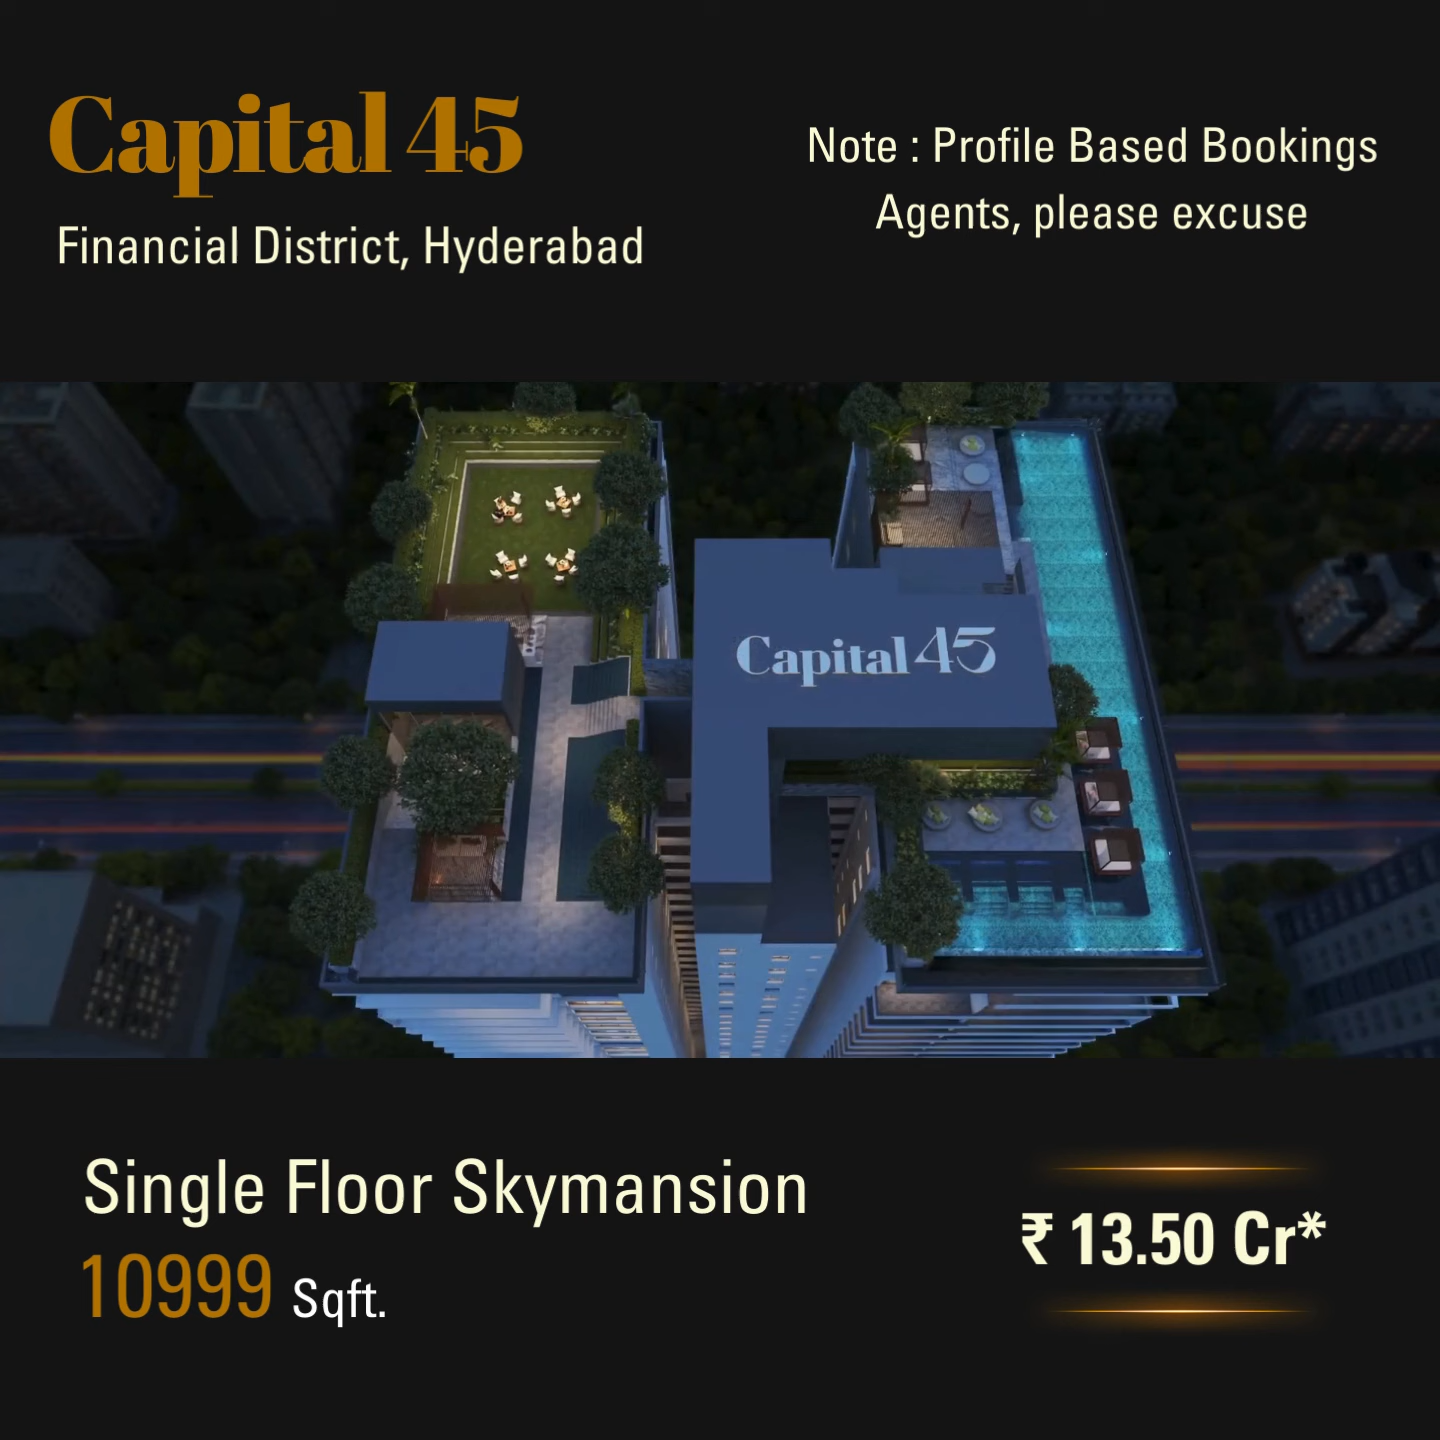 Capital 45
Financial District, Hyderabad
Note : Profile Based Bookings
Agents, please excuse
Capital 45
Single Floor Skymansion
10999 Sqft.
₹ 13.50 Cr*